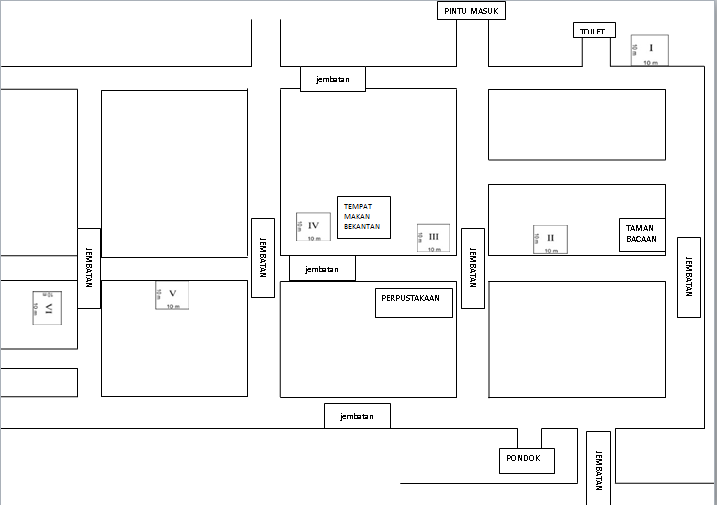 PINTU MASUK
TOILET
I
10 m
10 m
jembatan
TEMPAT
MAKAN
BEKANTAN
IV
10 m
10 m
III
10 m
10 m
II
10 m
10 m
TAMAN
BACAAN
JEMBATAN
JEMBATAN
JEMBATAN
JEMBATAN
jembatan
V
10 m
10 m
VI
10 m
10 m
PERPUSTAKAAN
jembatan
PONDOK
JEMBATAN